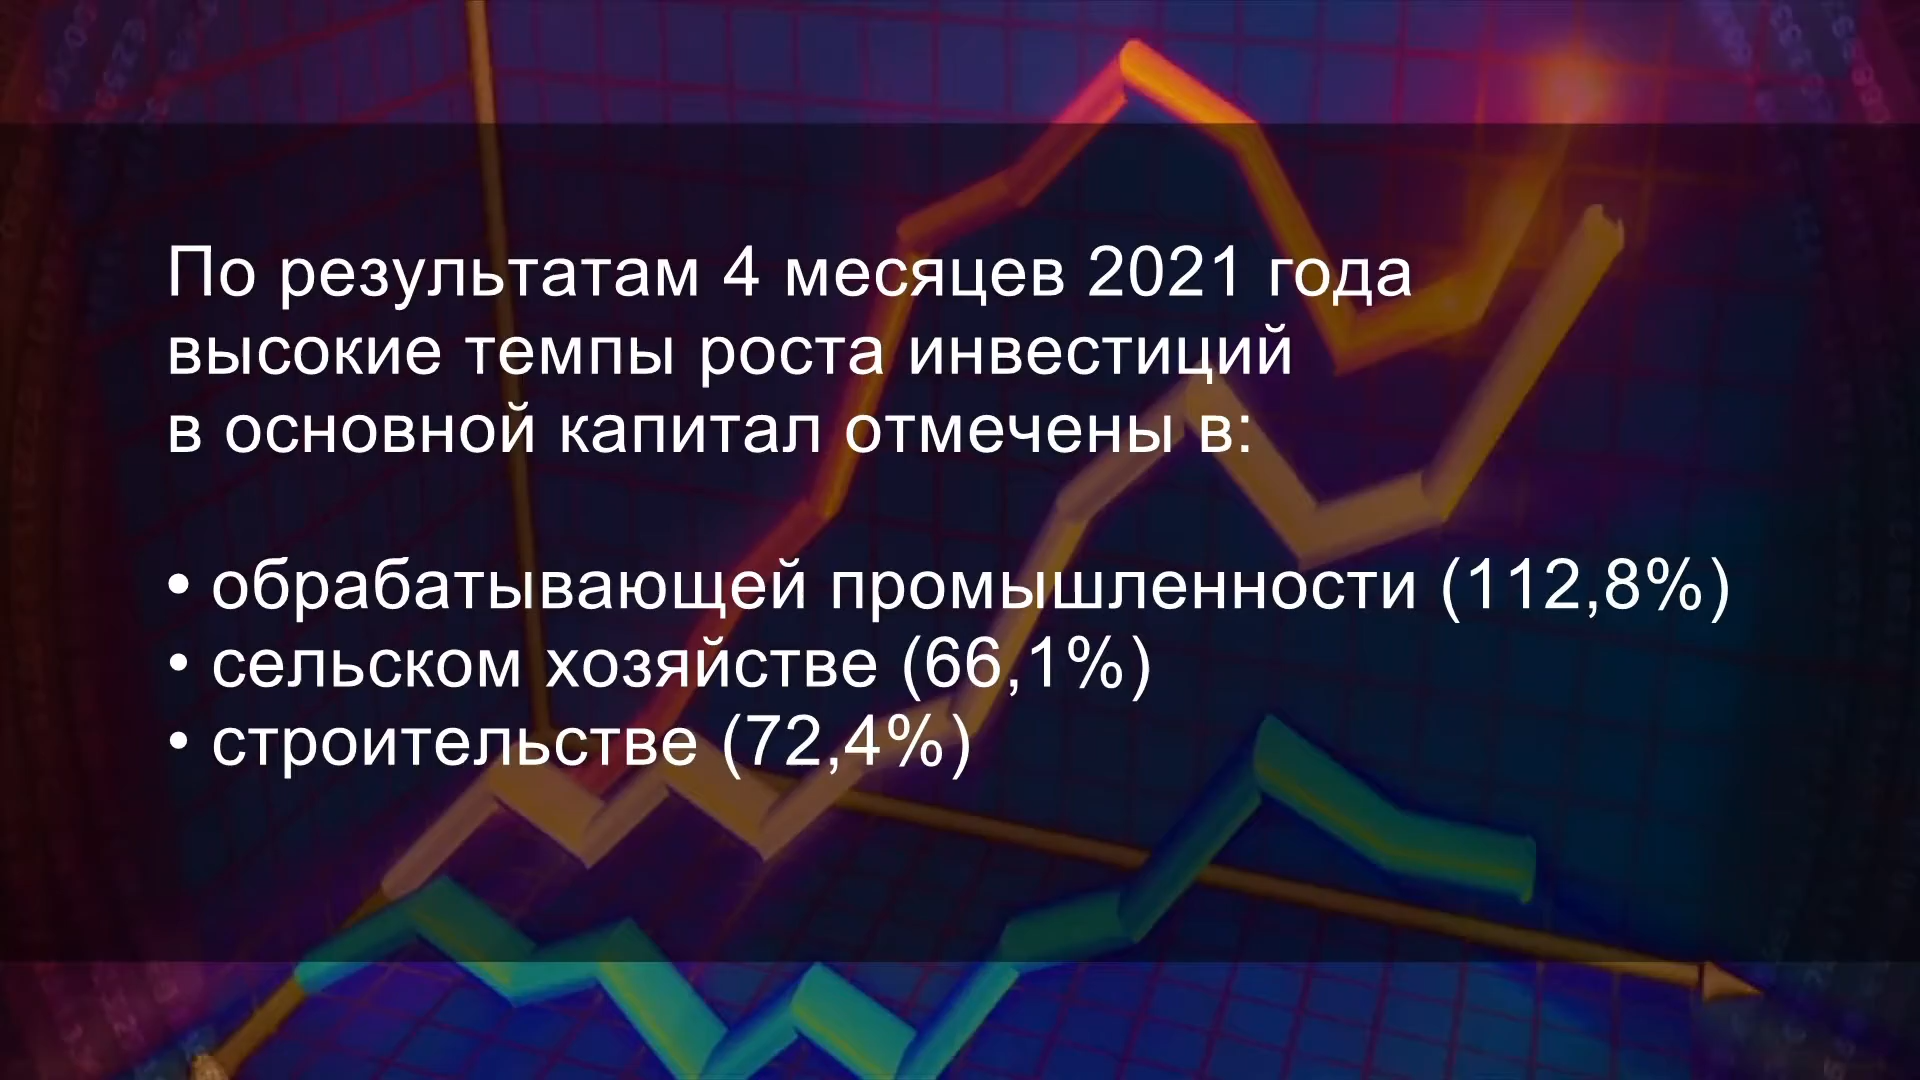 По результатам 4 месяцев 2021 года
высокие темпы роста инвестиций
в основной капитал отмечены в:
• обрабатывающей промышленности (112,8%)
• сельском хозяйстве (66,1%)
• строительстве (72,4%)